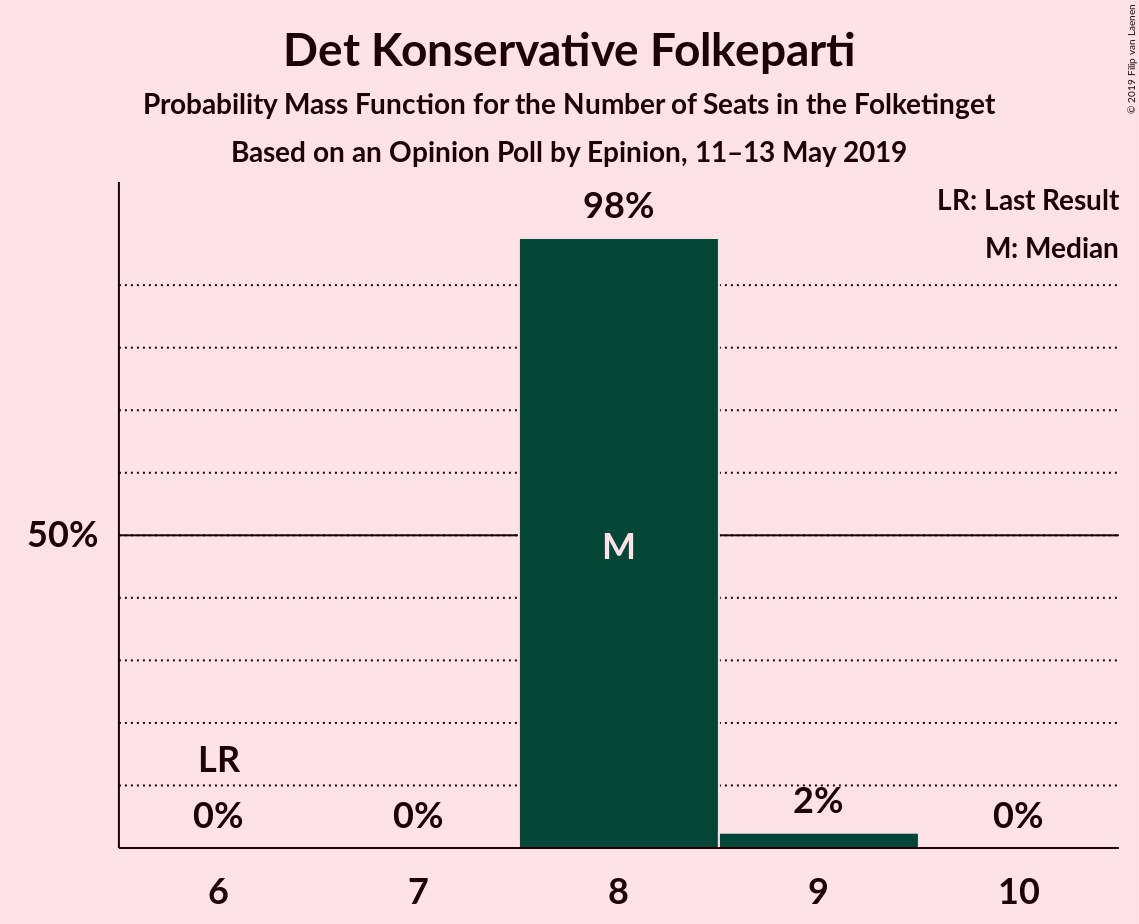 Det Konservative Folkeparti
Probability Mass Function for the Number of Seats in the Folketinget
Based on an Opinion Poll by Epinion, 11–13 May 2019
© 2019 Filip van Laenen
LR: Last Result
M: Median
98%
50%
M
LR
0%
0%
2%
0%
6
7
8
9
10